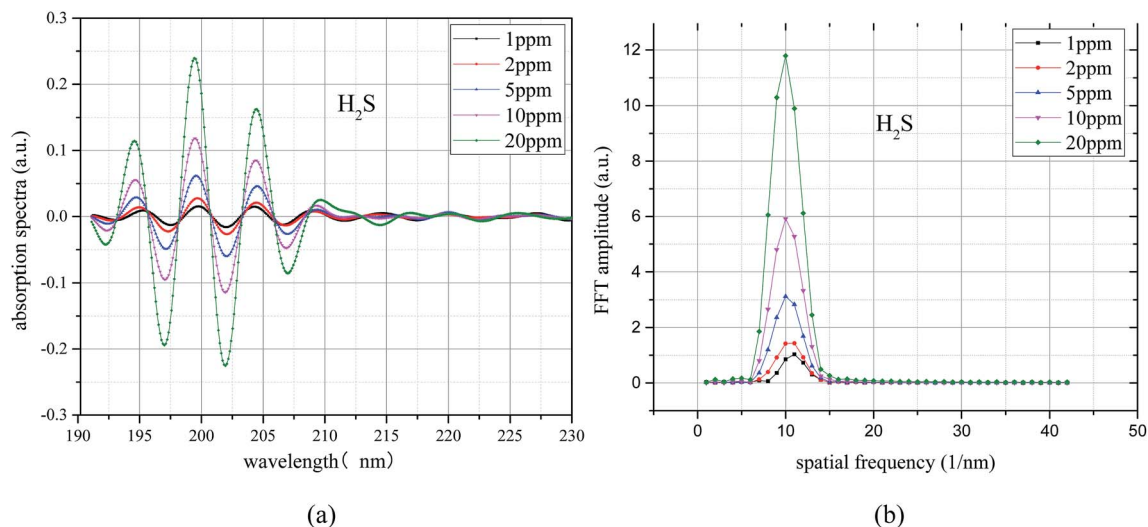 0.3
0.2
0.1
0.0
-0.1
-0.2
-0.3
absorption spectra (a.u.)
190 195 200 205 210 215 220 225 230
wavelength( nm)
H₂S
1ppm
2ppm
5ppm
10ppm
20ppm
(a)
12
10
8
6
4
2
0
FFT amplitude (a.u.)
0 10 20 30 40 50
spatial frequency (1/nm)
H₂S
1ppm
2ppm
5ppm
10ppm
20ppm
(b)